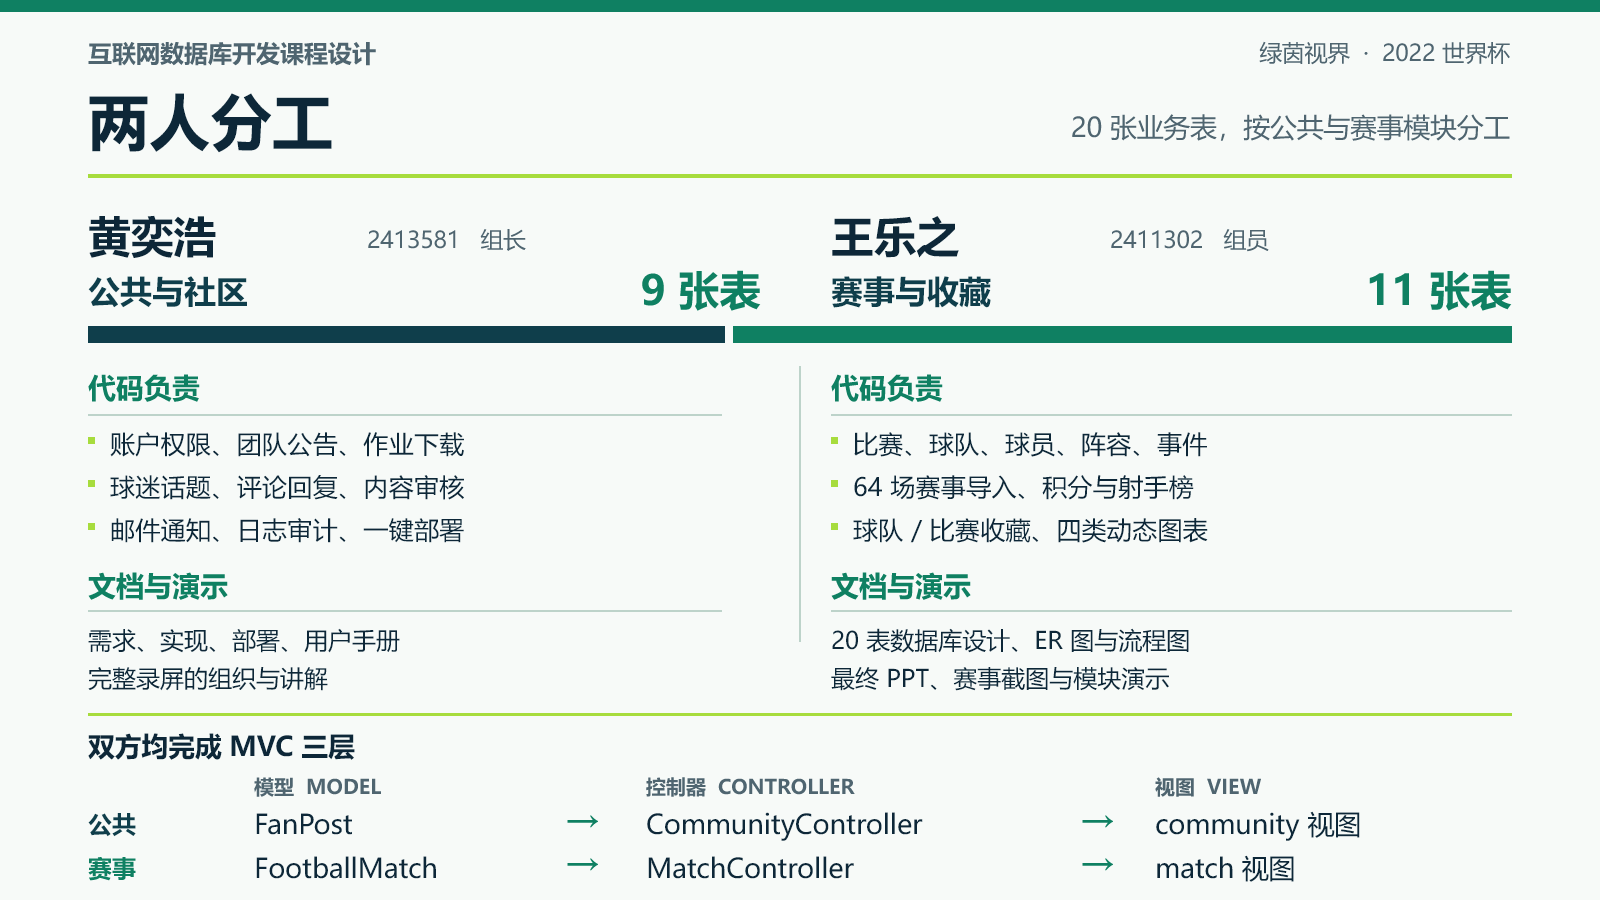 互联网数据库开发课程设计
绿茵视界 · 2022 世界杯
两人分工
20 张业务表，按公共与赛事模块分工
黄奕浩 2413581 组长
公共与社区 9 张表
王乐之 2411302 组员
赛事与收藏 11 张表
代码负责
账户权限、团队公告、作业下载
球迷话题、评论回复、内容审核
邮件通知、日志审计、一键部署
文档与演示
需求、实现、部署、用户手册
完整录屏的组织与讲解
代码负责
比赛、球队、球员、阵容、事件
64 场赛事导入、积分与射手榜
球队 / 比赛收藏、四类动态图表
文档与演示
20 表数据库设计、ER 图与流程图
最终 PPT、赛事截图与模块演示
双方均完成 MVC 三层
模型 MODEL 控制器 CONTROLLER 视图 VIEW
公共 FanPost → CommunityController → community 视图
赛事 FootballMatch → MatchController → match 视图